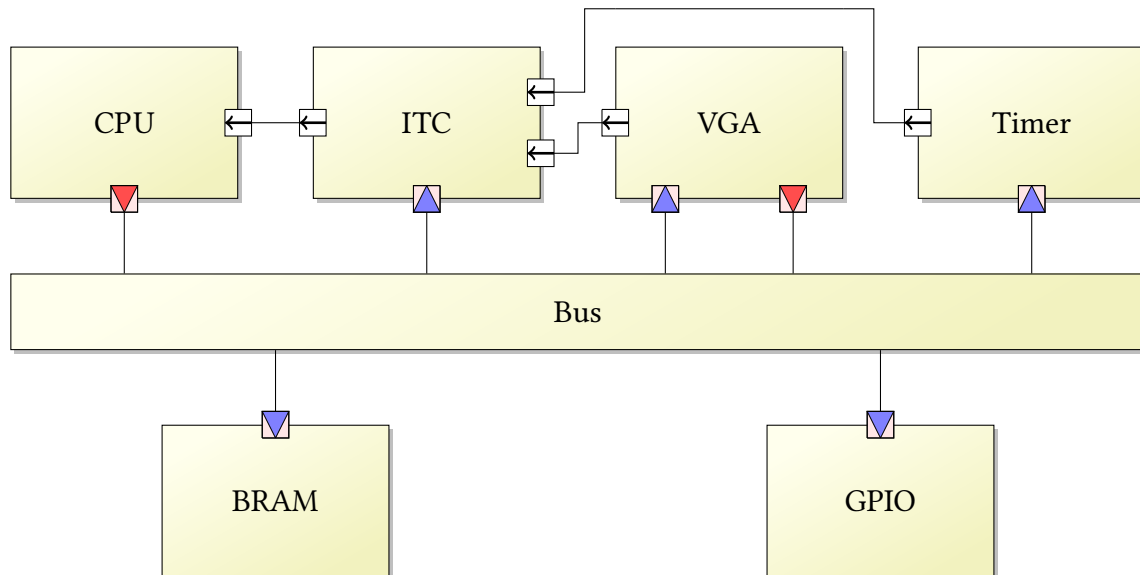 CPU
ITC
VGA
Timer
Bus
BRAM
GPIO